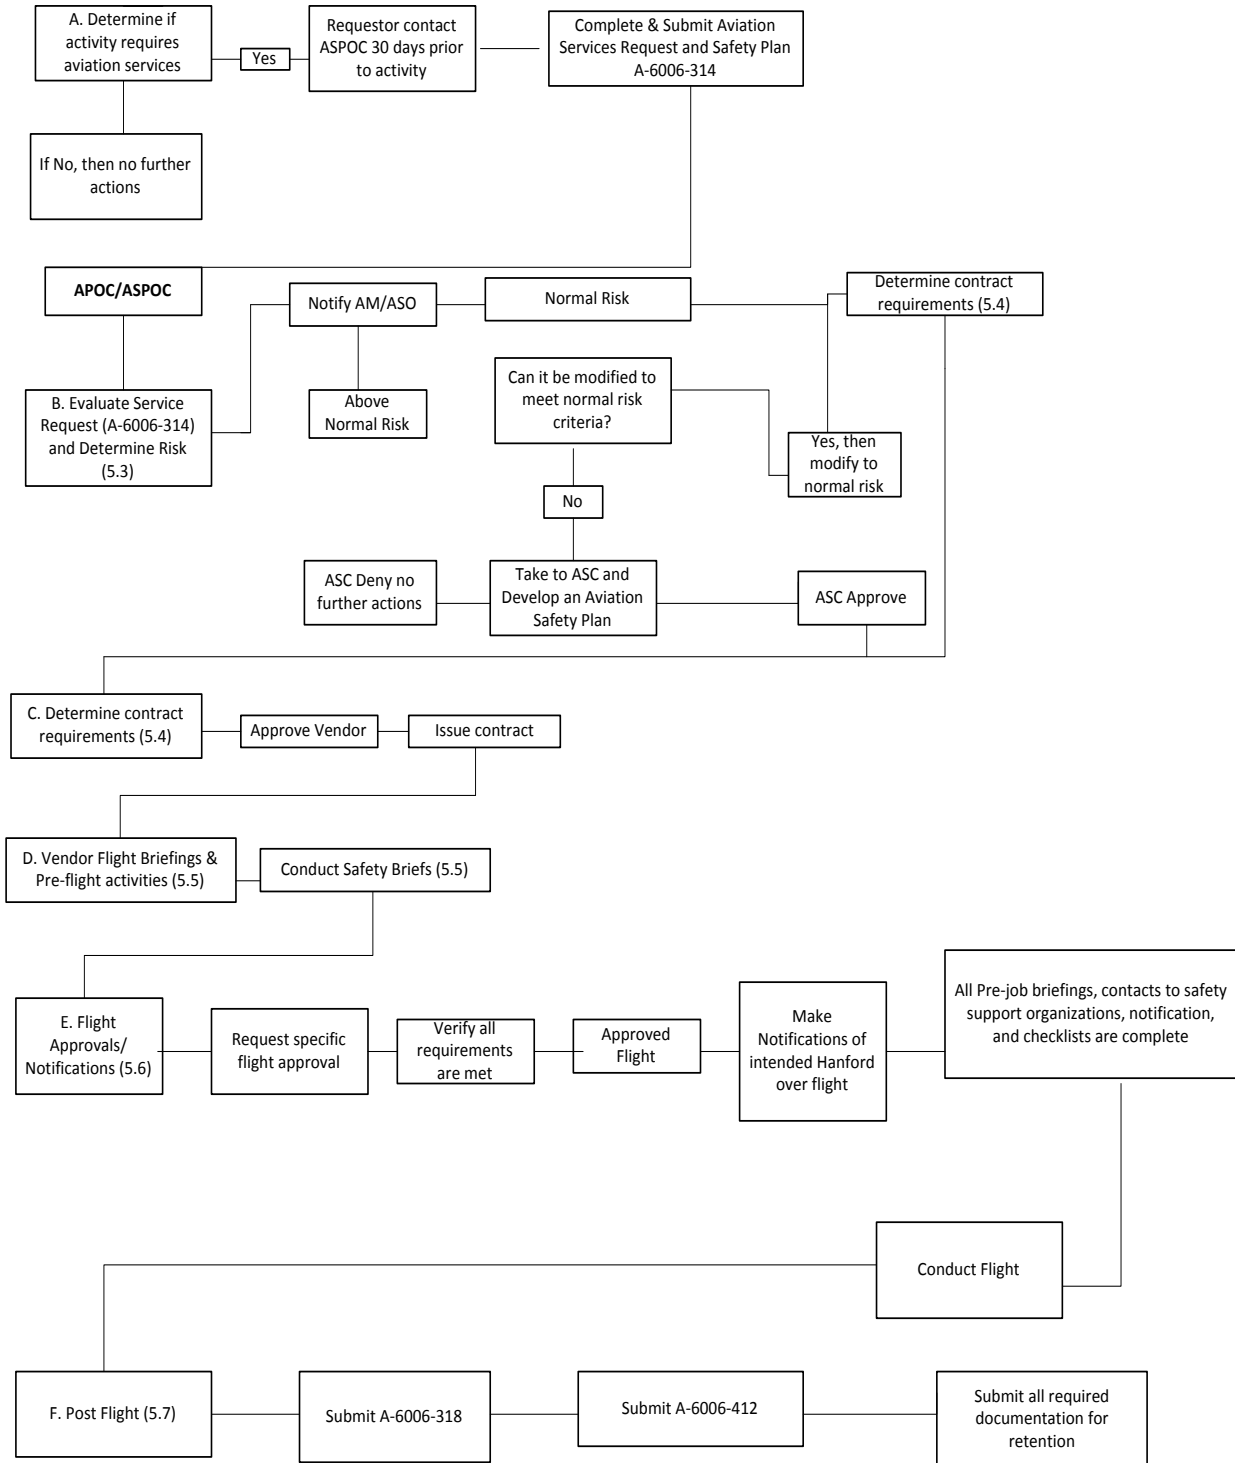 A. Determine if
activity requires
aviation services
Yes
Requestor contact
ASPOC 30 days prior
to activity
Complete & Submit Aviation
Services Request and Safety Plan
A-6006-314
If No, then no further
actions
APOC/ASPOC
Notify AM/ASO
Normal Risk
Determine contract
requirements (5.4)
B. Evaluate Service
Request (A-6006-314)
and Determine Risk
(5.3)
Above
Normal Risk
Can it be modified to
meet normal risk
criteria?
Yes, then
modify to
normal risk
No
ASC Deny no
further actions
Take to ASC and
Develop an Aviation
Safety Plan
ASC Approve
C. Determine contract
requirements (5.4)
Approve Vendor
Issue contract
D. Vendor Flight Briefings &
Pre-flight activities (5.5)
Conduct Safety Briefs (5.5)
E. Flight
Approvals/
Notifications (5.6)
Request specific
flight approval
Verify all
requirements
are met
Approved
Flight
Make
Notifications of
intended Hanford
over flight
All Pre-job briefings, contacts to safety
support organizations, notification,
and checklists are complete
Conduct Flight
F. Post Flight (5.7)
Submit A-6006-318
Submit A-6006-412
Submit all required
documentation for
retention